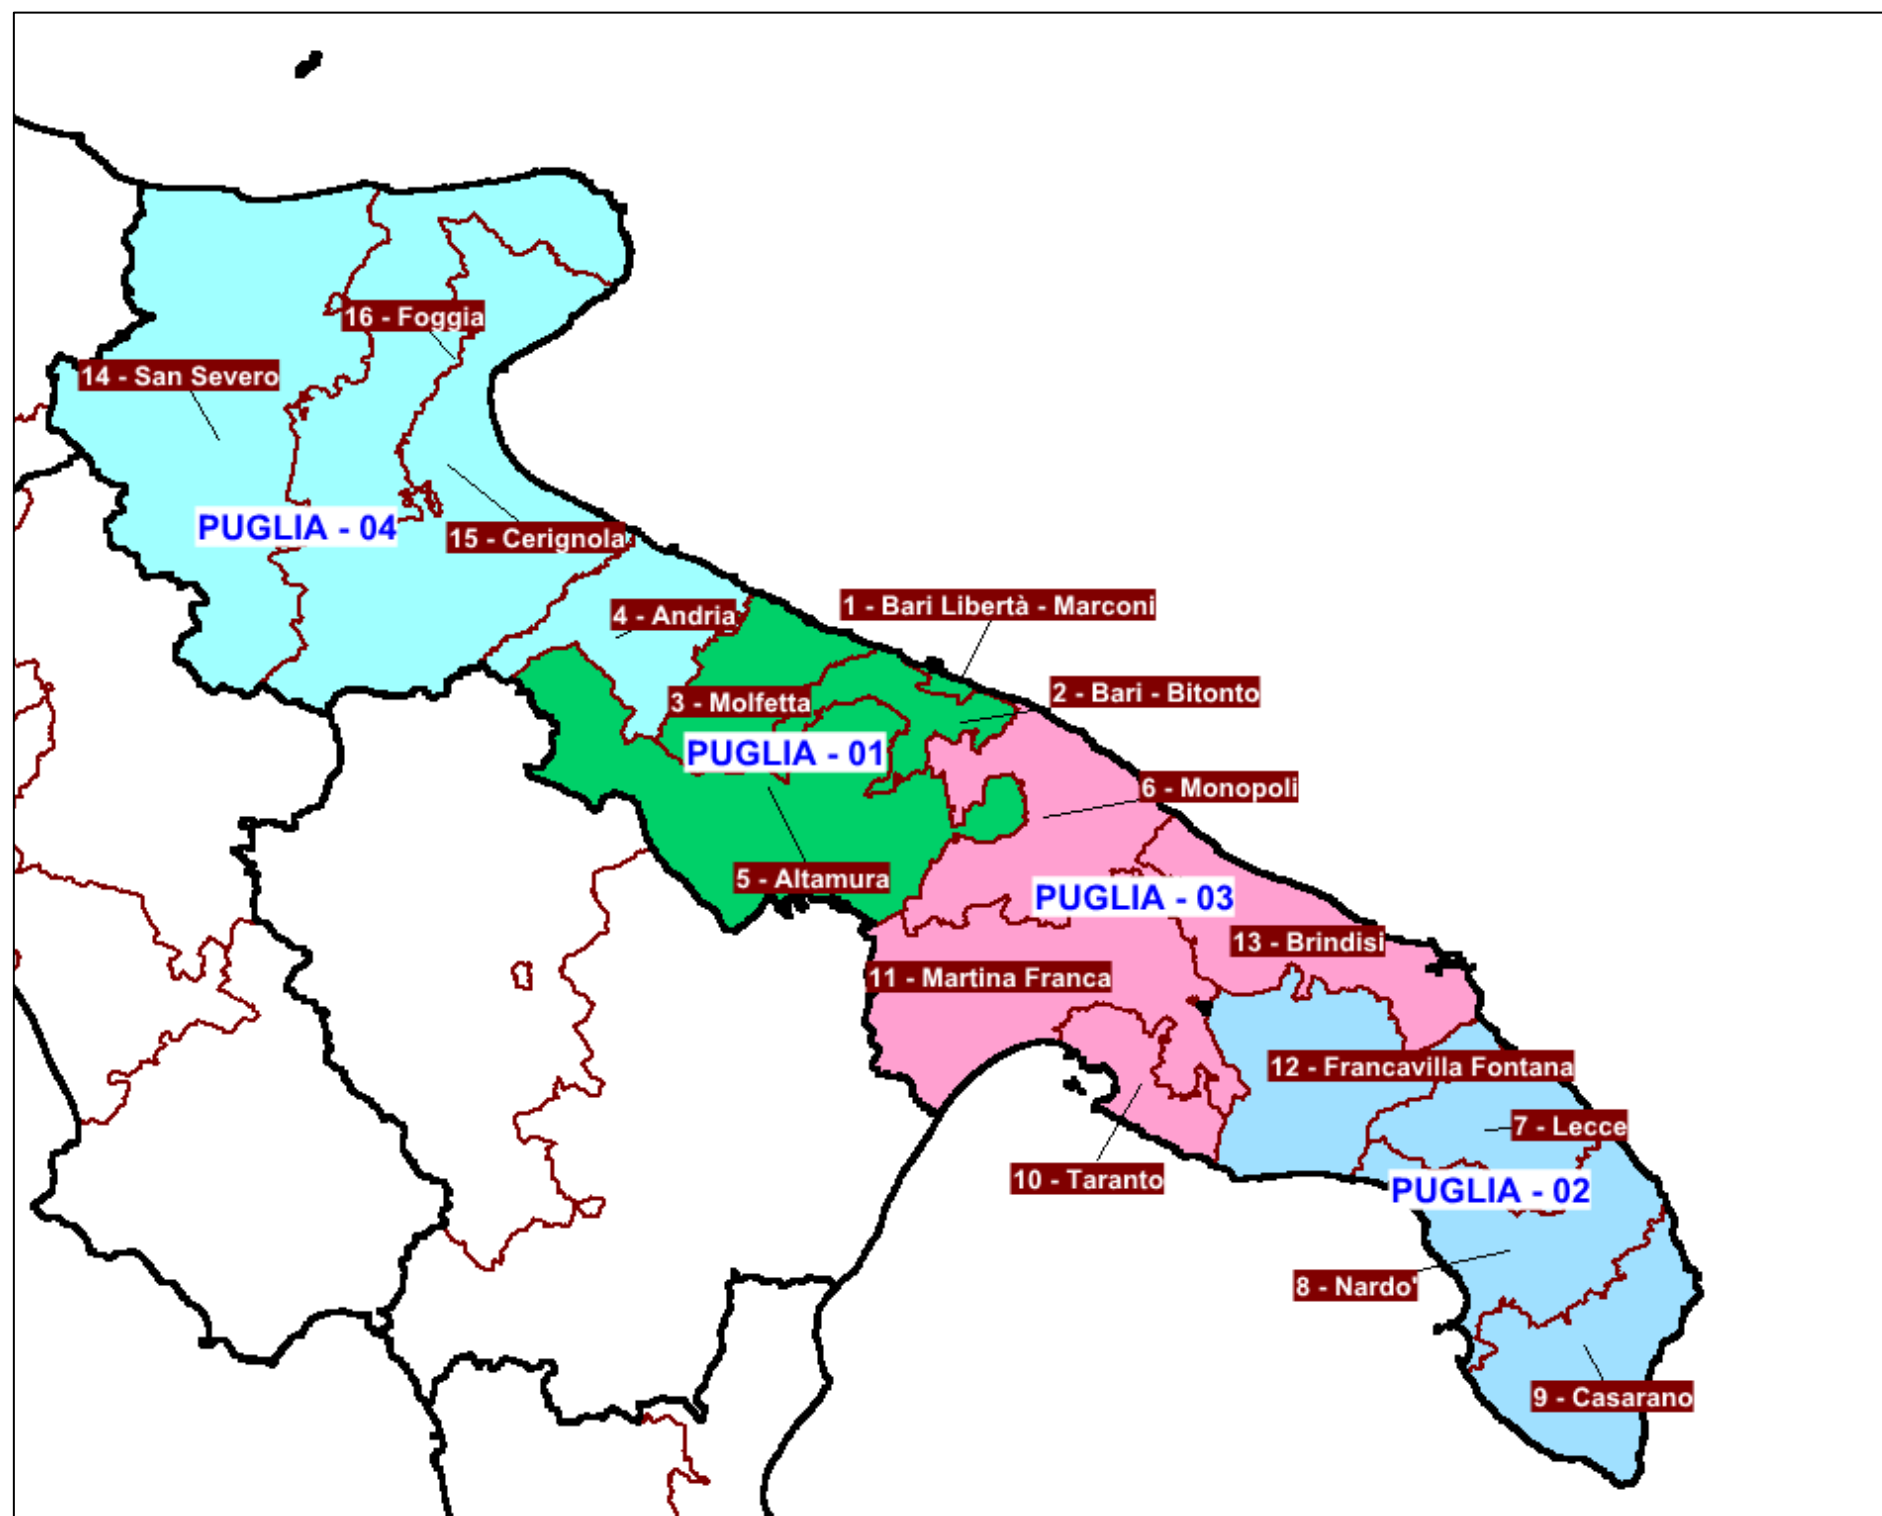 16 - Foggia
14 - San Severo
PUGLIA - 04
15 - Cerignola
4 - Andria
1 - Bari Libertà - Marconi
2 - Bari - Bitonto
3 - Molfetta
PUGLIA - 01
6 - Monopoli
5 - Altamura
PUGLIA - 03
13 - Brindisi
11 - Martina Franca
12 - Francavilla Fontana
7 - Lecce
10 - Taranto
PUGLIA - 02
8 - Nardo'
9 - Casarano